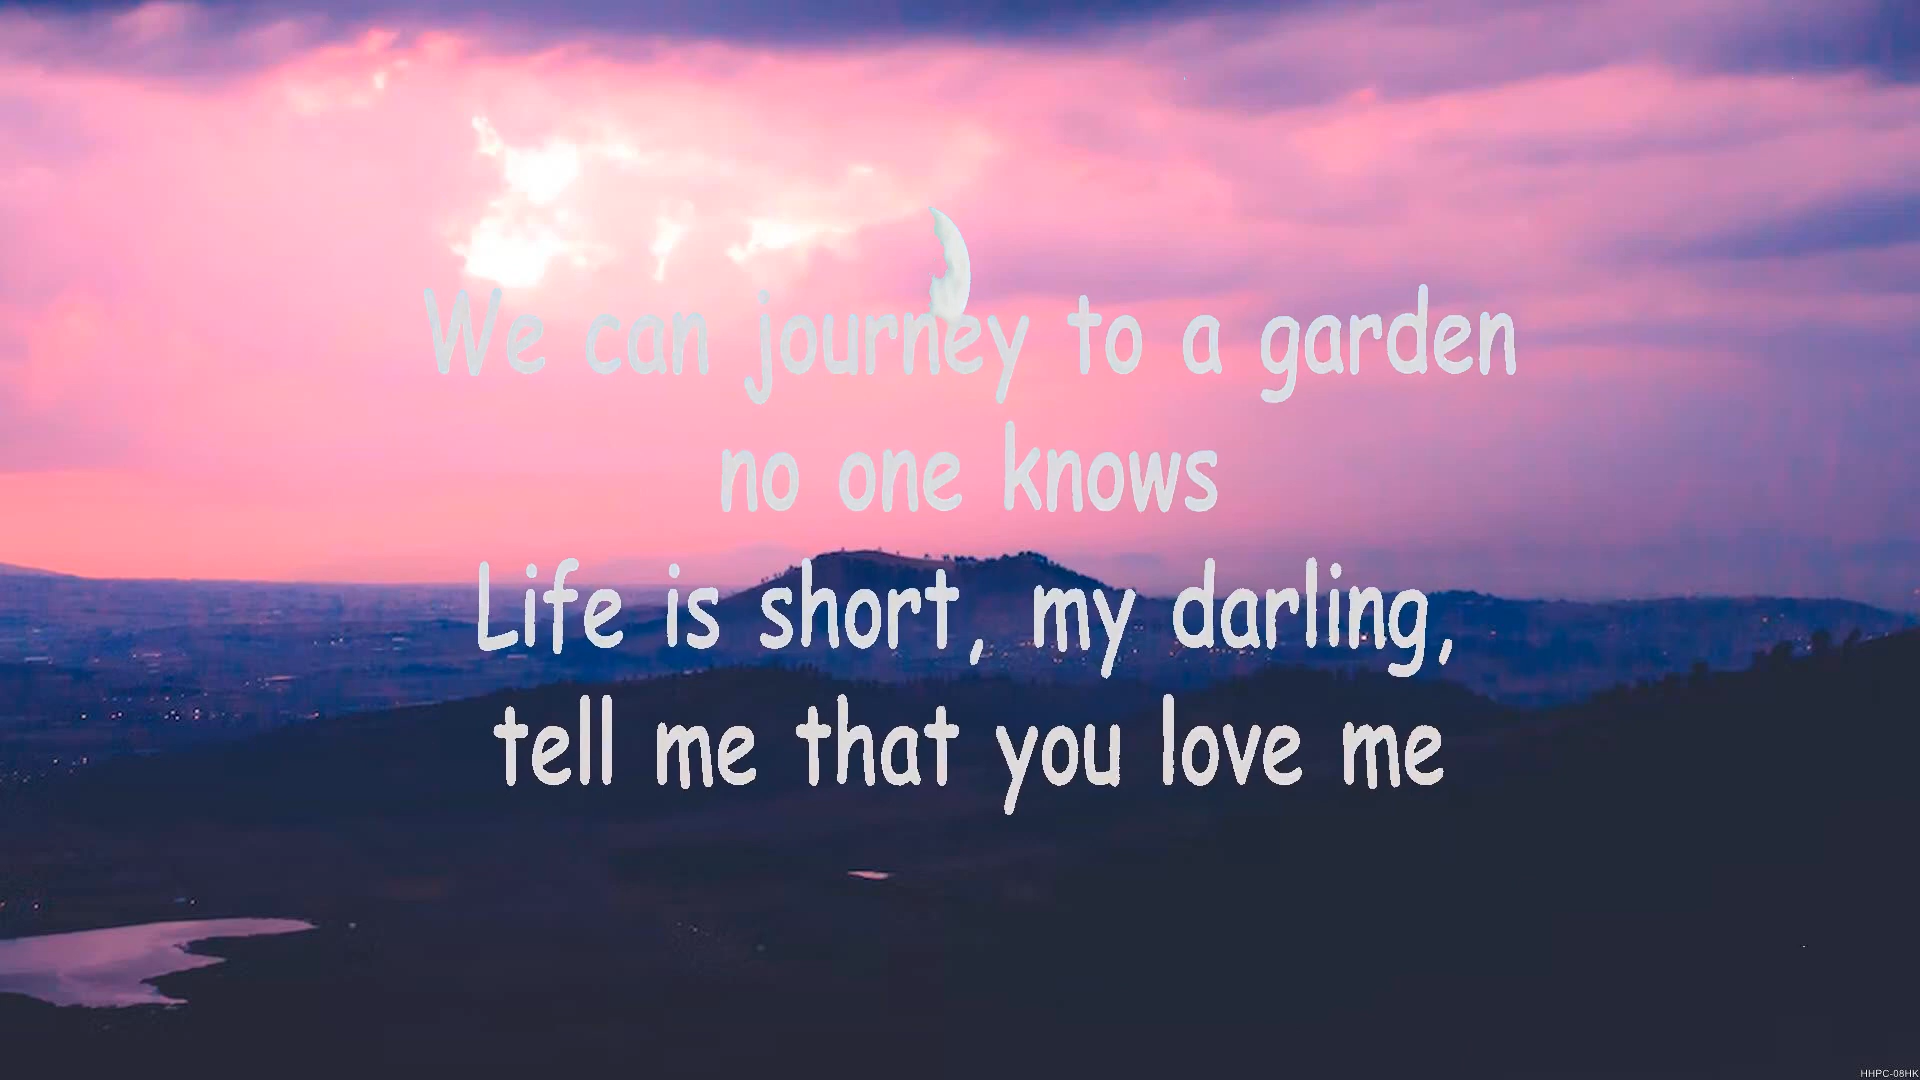 We can journey to a garden
no one knows
Life is short, my darling,
tell me that you love me
HHPC-08HK